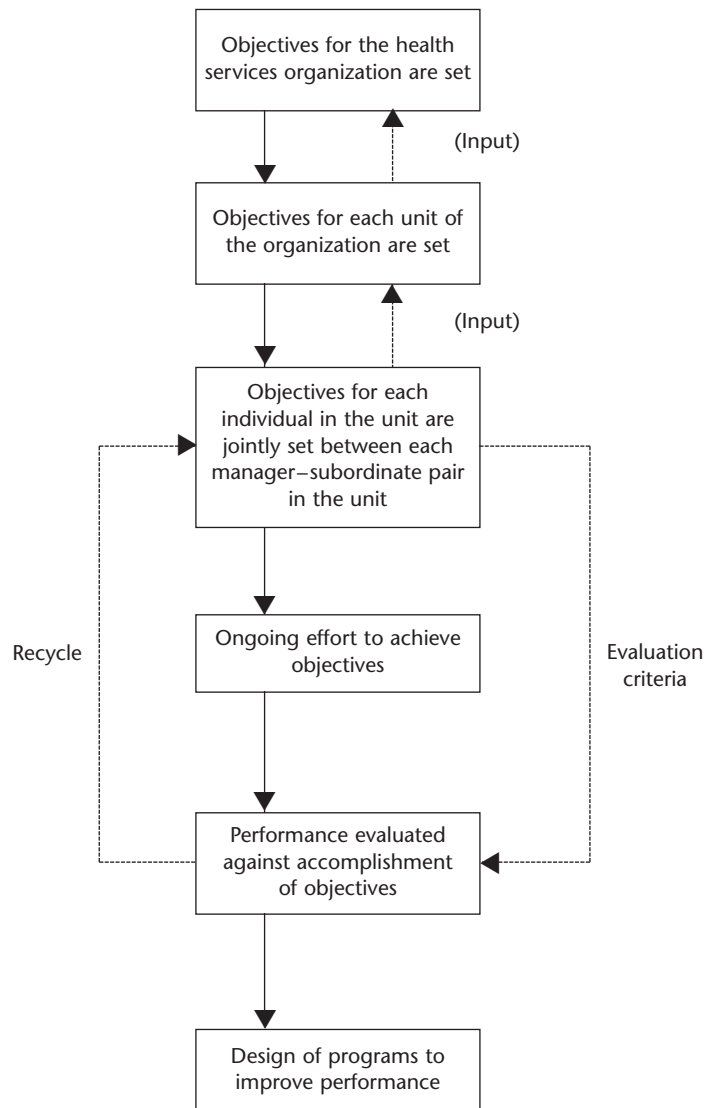 Objectives for the health
services organization are set
(Input)
Objectives for each unit of
the organization are set
(Input)
Objectives for each
individual in the unit are
jointly set between each
manager–subordinate pair
in the unit
Ongoing effort to achieve
objectives
Recycle
Evaluation
criteria
Performance evaluated
against accomplishment
of objectives
Design of programs to
improve performance